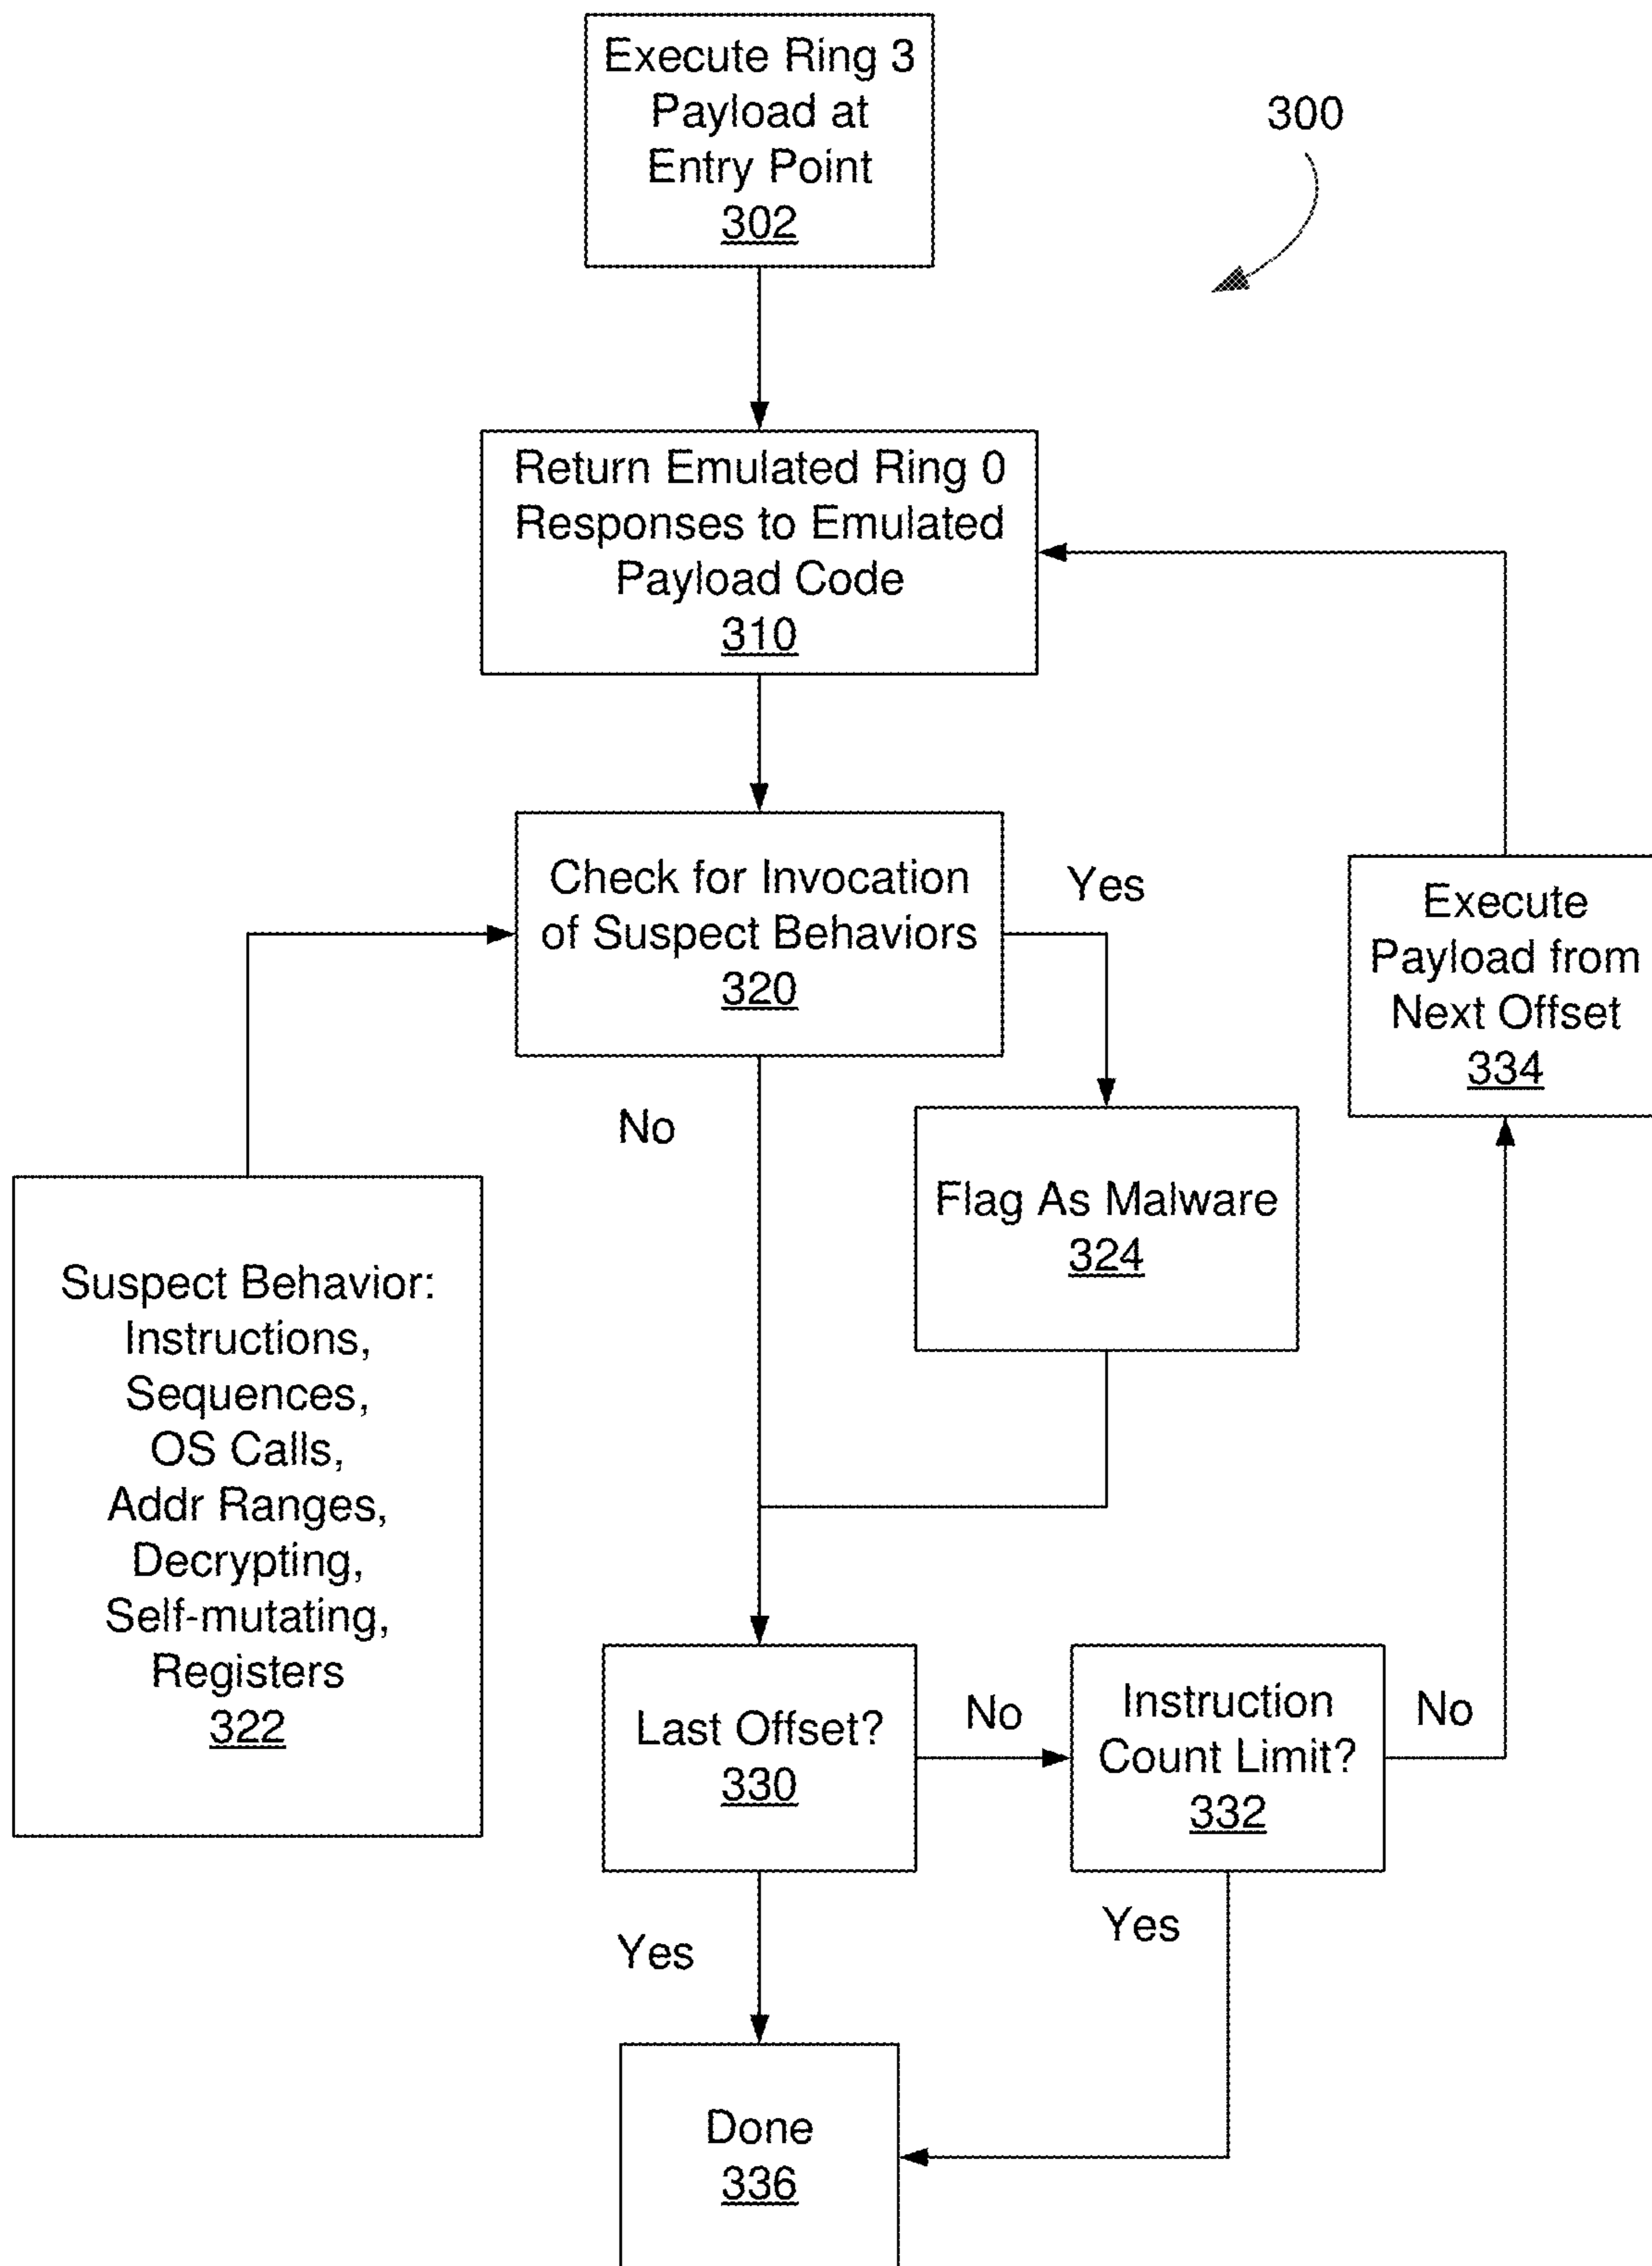 Execute Ring 3
Payload at
Entry Point
302
300
Return Emulated Ring 0
Responses to Emulated
Payload Code
310
Check for Invocation
of Suspect Behaviors
320
Yes
No
Execute
Payload from
Next Offset
334
Flag As Malware
324
Suspect Behavior:
Instructions,
Sequences,
OS Calls,
Addr Ranges,
Decrypting,
Self-mutating,
Registers
322
Last Offset?
330
No
Instruction
Count Limit?
332
No
Yes
Yes
Done
336